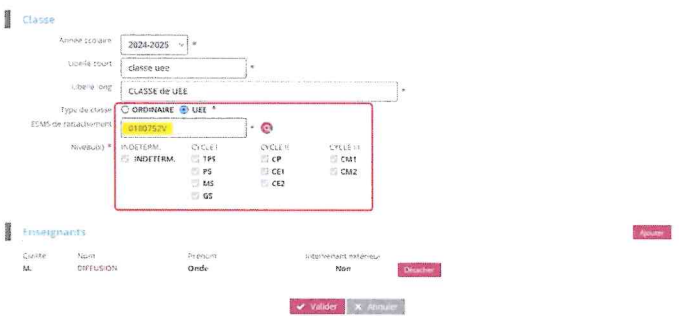 Classe
Année scolaire 2024-2025 *
Libellé court classe uee *
Libellé long CLASSE de UEE *
Type de classe ORDINAIRE UEE *
ESMS de rattachement 0180752V *
Niveau(x) * INDETERM. CYCLE I CYCLE II CYCLE III
INDETERM. TPS CP CM1
PS CE1 CM2
MS CE2
GS
Enseignants Ajouter
Civilité Nom Prénom Intervenant extérieur
M. DIFFUSION Onde Non Détacher
Valider Annuler